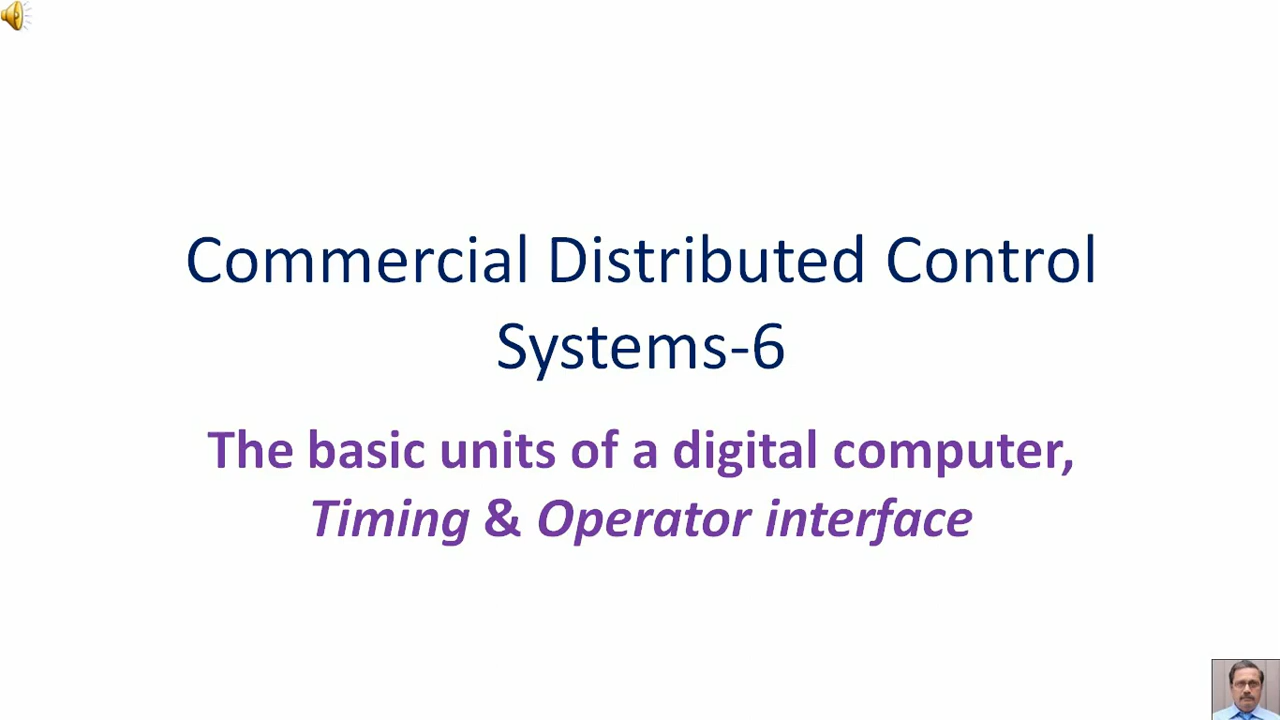 Commercial Distributed Control
Systems-6
The basic units of a digital computer,
Timing & Operator interface